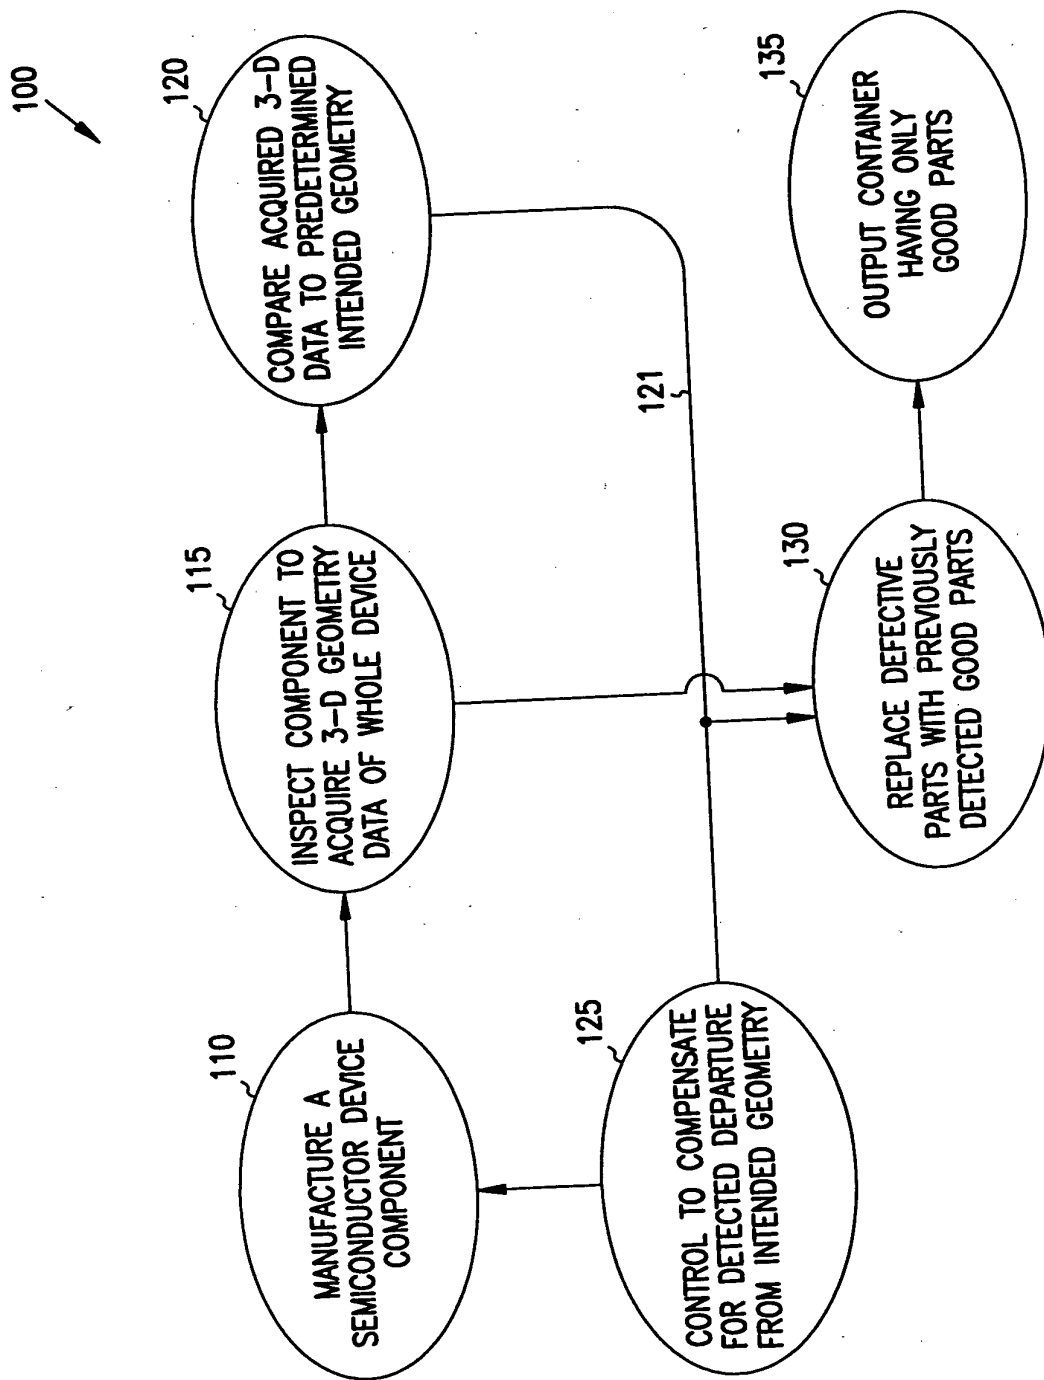 100
110
MANUFACTURE A
SEMICONDUCTOR DEVICE
COMPONENT
115
INSPECT COMPONENT TO
ACQUIRE 3-D GEOMETRY
DATA OF WHOLE DEVICE
120
COMPARE ACQUIRED 3-D
DATA TO PREDETERMINED
INTENDED GEOMETRY
121
125
CONTROL TO COMPENSATE
FOR DETECTED DEPARTURE
FROM INTENDED GEOMETRY
130
REPLACE DEFECTIVE
PARTS WITH PREVIOUSLY
DETECTED GOOD PARTS
135
OUTPUT CONTAINER
HAVING ONLY
GOOD PARTS